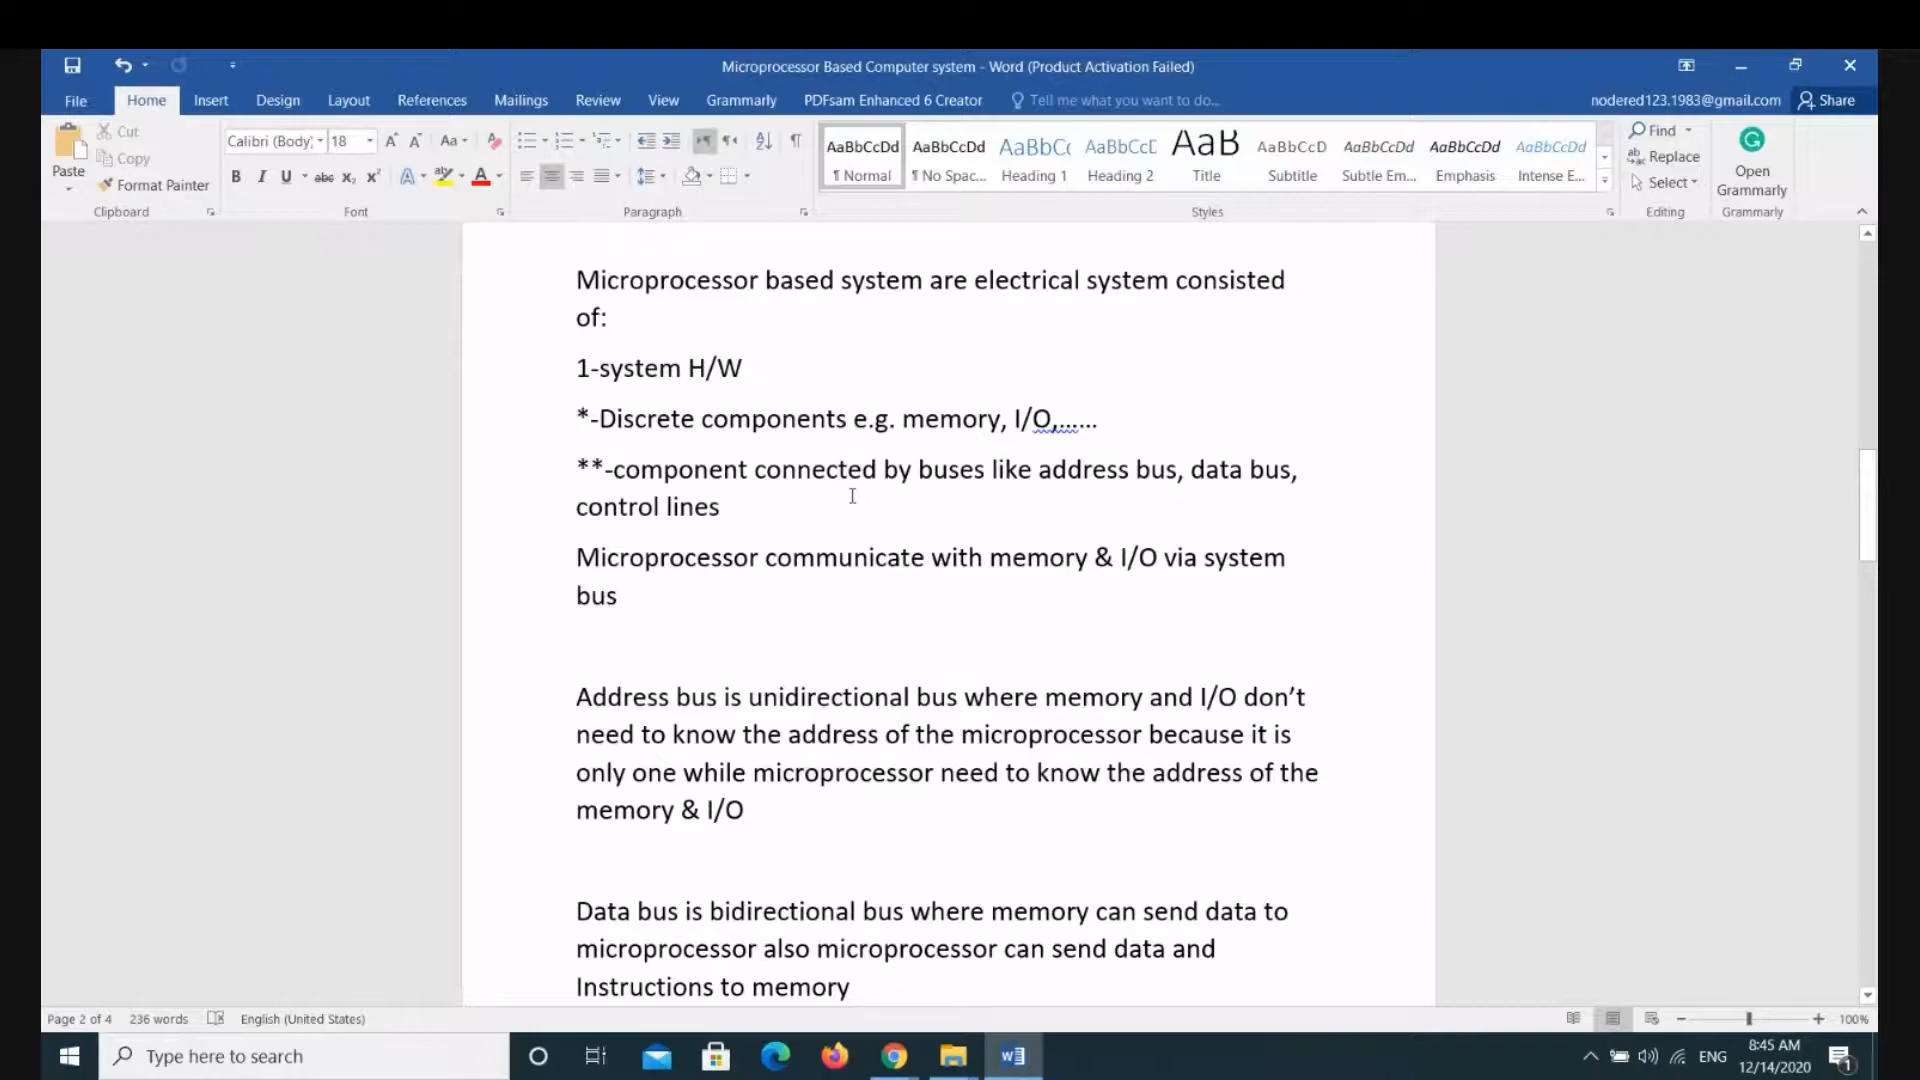 Microprocessor Based Computer system - Word (Product Activation Failed)
File Home Insert Design Layout References Mailings Review View Grammarly PDFsam Enhanced 6 Creator Tell me what you want to do... nodered123.1983@gmail.com Share
Paste
Cut
Copy
Format Painter
Clipboard
Calibri (Body) 18
Font
Paragraph
AaBbCcDd AaBbCcDd AaBbCc AaBbCcC AaB AaBbCcD AaBbCcDd AaBbCcDd AaBbCcDd
¶ Normal ¶ No Spac... Heading 1 Heading 2 Title Subtitle Subtle Em... Emphasis Intense E...
Styles
Find
Replace
Select
Editing
Open
Grammarly
Grammarly
Microprocessor based system are electrical system consisted
of:
1-system H/W
*-Discrete components e.g. memory, I/O,……
**-component connected by buses like address bus, data bus,
control lines
Microprocessor communicate with memory & I/O via system
bus
Address bus is unidirectional bus where memory and I/O don’t
need to know the address of the microprocessor because it is
only one while microprocessor need to know the address of the
memory & I/O
Data bus is bidirectional bus where memory can send data to
microprocessor also microprocessor can send data and
Instructions to memory
Page 2 of 4 236 words English (United States) 100%
Type here to search
ENG
8:45 AM
12/14/2020
1